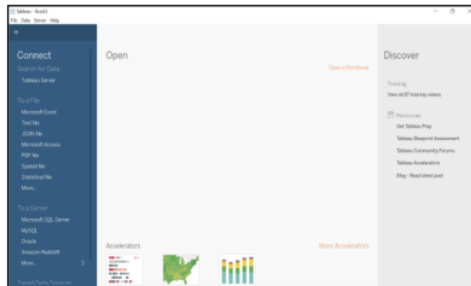 Tableau - Book1
File Data Server Help
Connect
Search for Data
Tableau Server
To a File
Microsoft Excel
Text file
JSON file
Microsoft Access
PDF file
Spatial file
Statistical file
More...
To a Server
Microsoft SQL Server
MySQL
Oracle
Amazon Redshift
More... >
Saved Data Sources
Open
Open a Workbook
Accelerators
More Accelerators
Discover
Training
View all 87 training videos
Resources
Get Tableau Prep
Tableau Blueprint Assessment
Tableau Community Forums
Tableau Accelerators
Blog - Read latest post